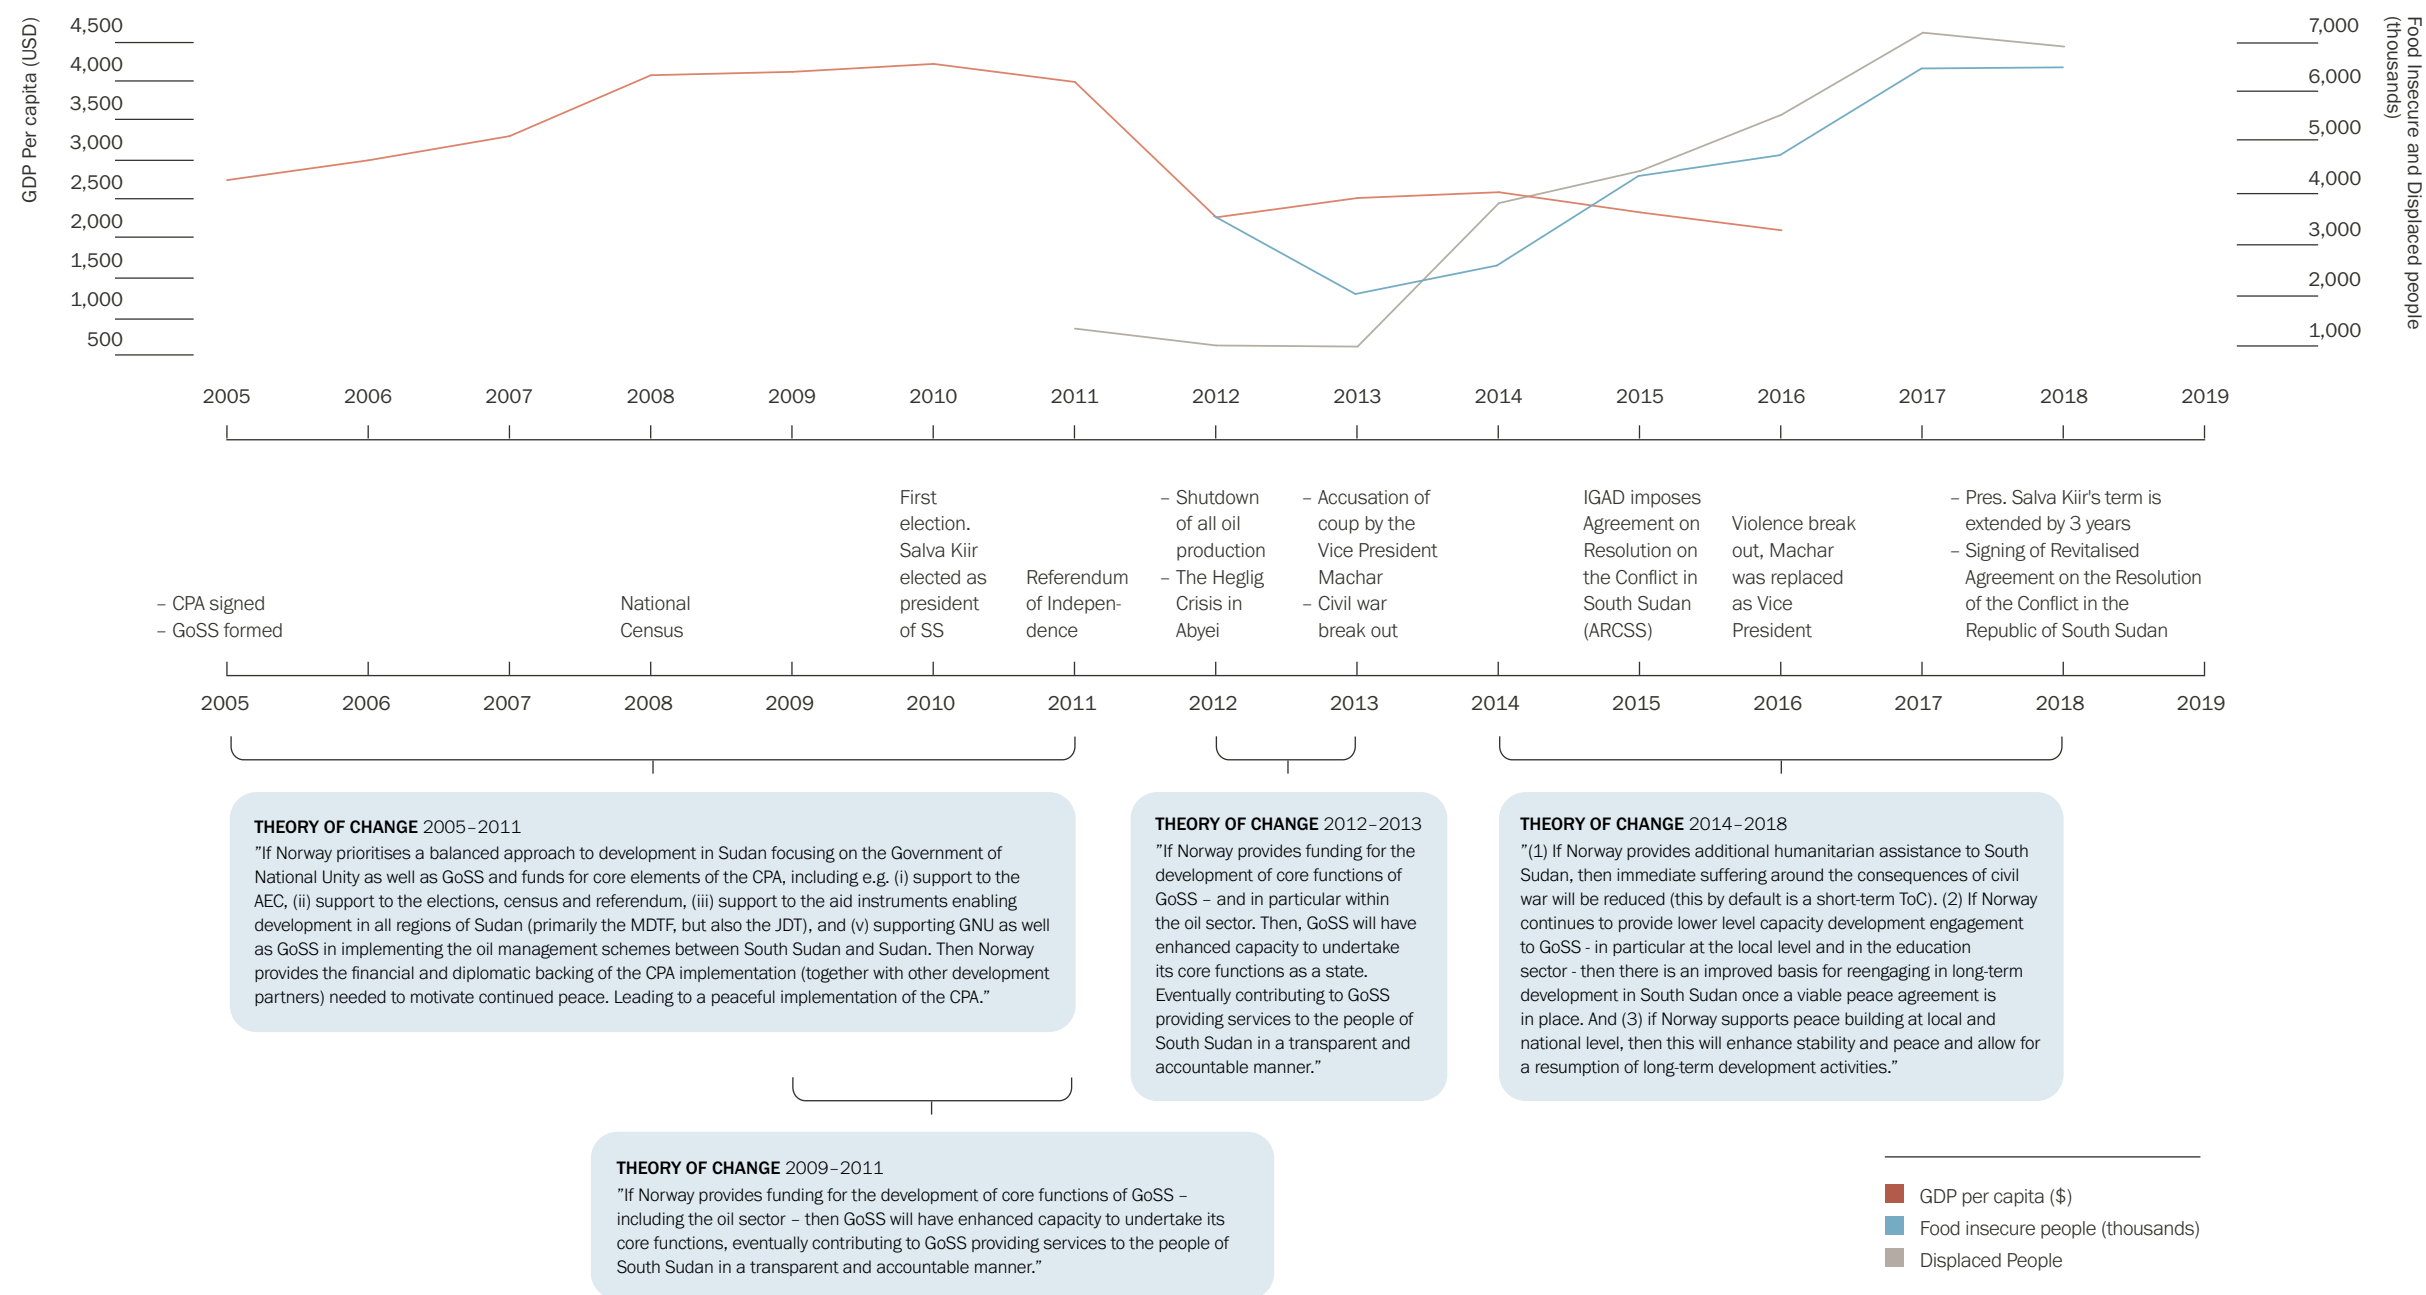 GDP Per capita (USD)
4,500
4,000
3,500
3,000
2,500
2,000
1,500
1,000
500
7,000
6,000
5,000
4,000
3,000
2,000
1,000
Food Insecure and Displaced people
(thousands)
2005 2006 2007 2008 2009 2010 2011 2012 2013 2014 2015 2016 2017 2018 2019
– CPA signed
– GoSS formed
National
Census
First
election.
Salva Kiir
elected as
president
of SS
Referendum
of Indepen-
dence
– Shutdown
of all oil
production
– The Heglig
Crisis in
Abyei
– Accusation of
coup by the
Vice President
Machar
– Civil war
break out
IGAD imposes
Agreement on
Resolution on
the Conflict in
South Sudan
(ARCSS)
Violence break
out, Machar
was replaced
as Vice
President
– Pres. Salva Kiir's term is
extended by 3 years
– Signing of Revitalised
Agreement on the Resolution
of the Conflict in the
Republic of South Sudan
2005 2006 2007 2008 2009 2010 2011 2012 2013 2014 2015 2016 2017 2018 2019
THEORY OF CHANGE 2005–2011
”If Norway prioritises a balanced approach to development in Sudan focusing on the Government of
National Unity as well as GoSS and funds for core elements of the CPA, including e.g. (i) support to the
AEC, (ii) support to the elections, census and referendum, (iii) support to the aid instruments enabling
development in all regions of Sudan (primarily the MDTF, but also the JDT), and (v) supporting GNU as well
as GoSS in implementing the oil management schemes between South Sudan and Sudan. Then Norway
provides the financial and diplomatic backing of the CPA implementation (together with other development
partners) needed to motivate continued peace. Leading to a peaceful implementation of the CPA.”
THEORY OF CHANGE 2012–2013
”If Norway provides funding for the
development of core functions of
GoSS – and in particular within
the oil sector. Then, GoSS will have
enhanced capacity to undertake
its core functions as a state.
Eventually contributing to GoSS
providing services to the people of
South Sudan in a transparent and
accountable manner.”
THEORY OF CHANGE 2014–2018
”(1) If Norway provides additional humanitarian assistance to South
Sudan, then immediate suffering around the consequences of civil
war will be reduced (this by default is a short-term ToC). (2) If Norway
continues to provide lower level capacity development engagement
to GoSS - in particular at the local level and in the education
sector - then there is an improved basis for reengaging in long-term
development in South Sudan once a viable peace agreement is
in place. And (3) if Norway supports peace building at local and
national level, then this will enhance stability and peace and allow for
a resumption of long-term development activities.”
THEORY OF CHANGE 2009–2011
”If Norway provides funding for the development of core functions of GoSS –
including the oil sector – then GoSS will have enhanced capacity to undertake its
core functions, eventually contributing to GoSS providing services to the people of
South Sudan in a transparent and accountable manner.”
GDP per capita ($)
Food insecure people (thousands)
Displaced People